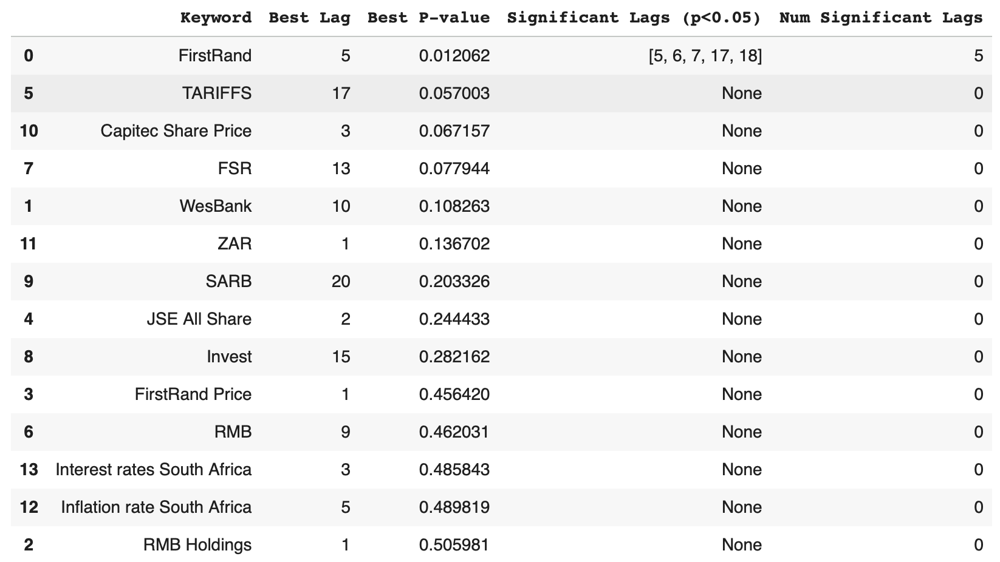 Keyword Best Lag Best P-value Significant Lags (p<0.05) Num Significant Lags
0 FirstRand 5 0.012062 [5, 6, 7, 17, 18] 5
5 TARIFFS 17 0.057003 None 0
10 Capitec Share Price 3 0.067157 None 0
7 FSR 13 0.077944 None 0
1 WesBank 10 0.108263 None 0
11 ZAR 1 0.136702 None 0
9 SARB 20 0.203326 None 0
4 JSE All Share 2 0.244433 None 0
8 Invest 15 0.282162 None 0
3 FirstRand Price 1 0.456420 None 0
6 RMB 9 0.462031 None 0
13 Interest rates South Africa 3 0.485843 None 0
12 Inflation rate South Africa 5 0.489819 None 0
2 RMB Holdings 1 0.505981 None 0